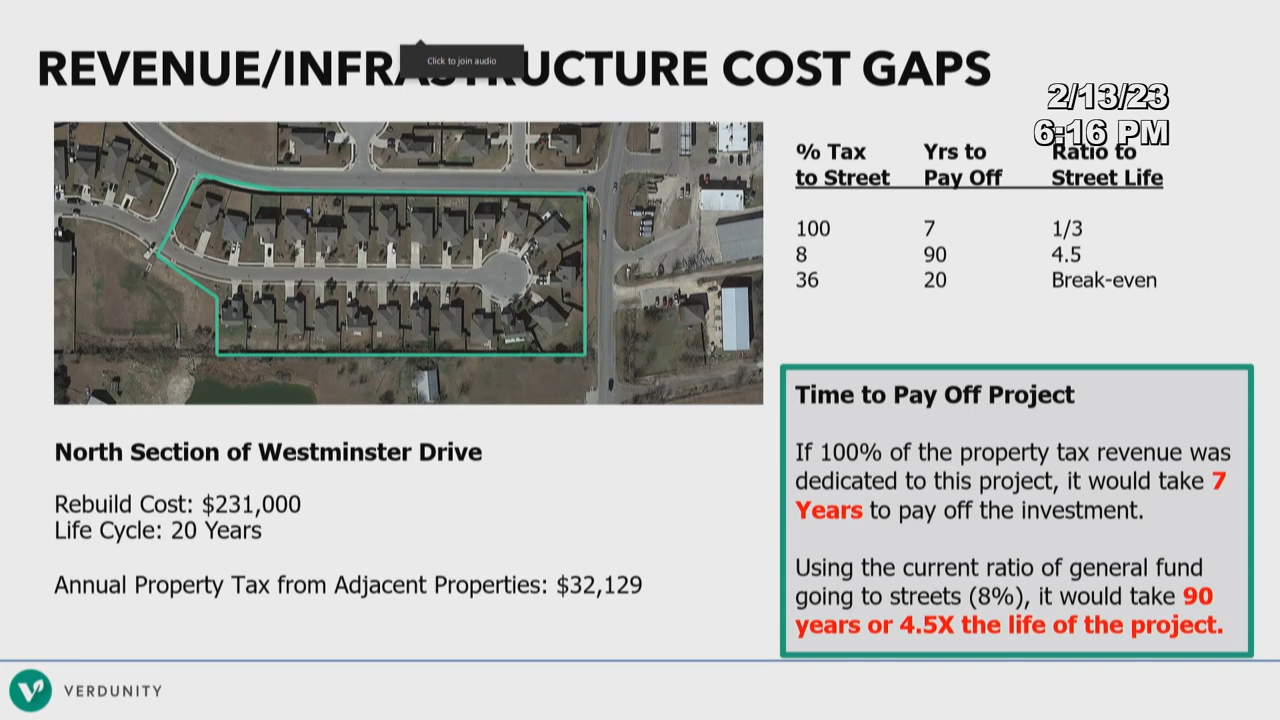 REVENUE/INFRASTRUCTURE COST GAPS
Click to join audio
2/13/23
6:16 PM
% Tax to Street Yrs to Pay Off Ratio to Street Life
100 7 1/3
8 90 4.5
36 20 Break-even
North Section of Westminster Drive
Rebuild Cost: $231,000
Life Cycle: 20 Years
Annual Property Tax from Adjacent Properties: $32,129
Time to Pay Off Project
If 100% of the property tax revenue was
dedicated to this project, it would take 7
Years to pay off the investment.
Using the current ratio of general fund
going to streets (8%), it would take 90
years or 4.5X the life of the project.
VERDUNITY